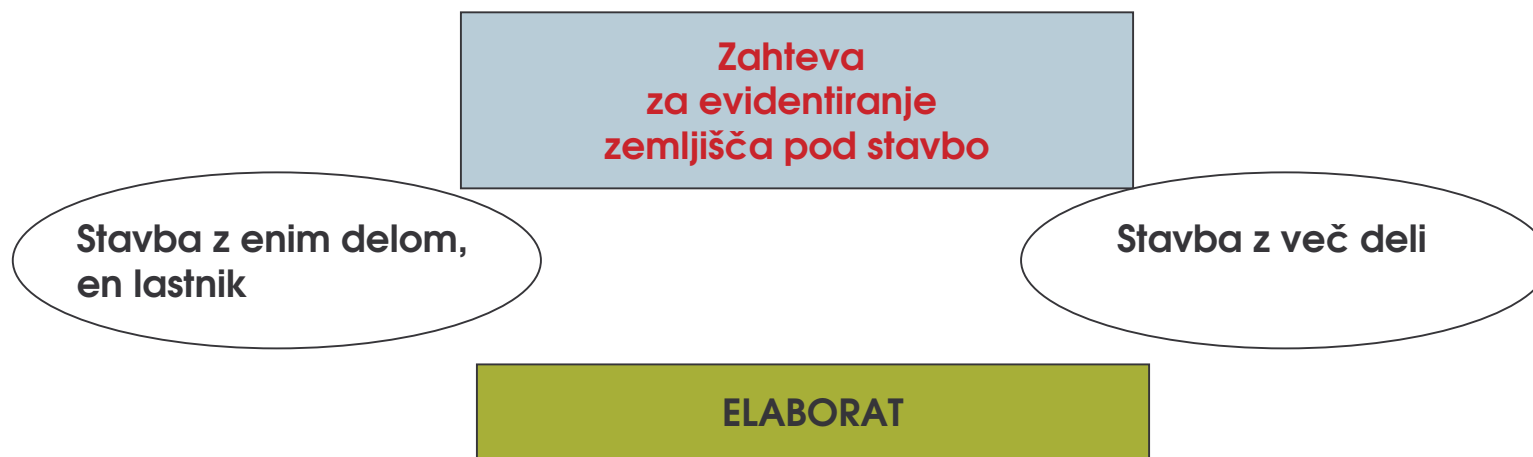 Zahteva
za evidentiranje
zemljišča pod stavbo
Stavba z enim delom,
en lastnik
Stavba z več deli
ELABORAT